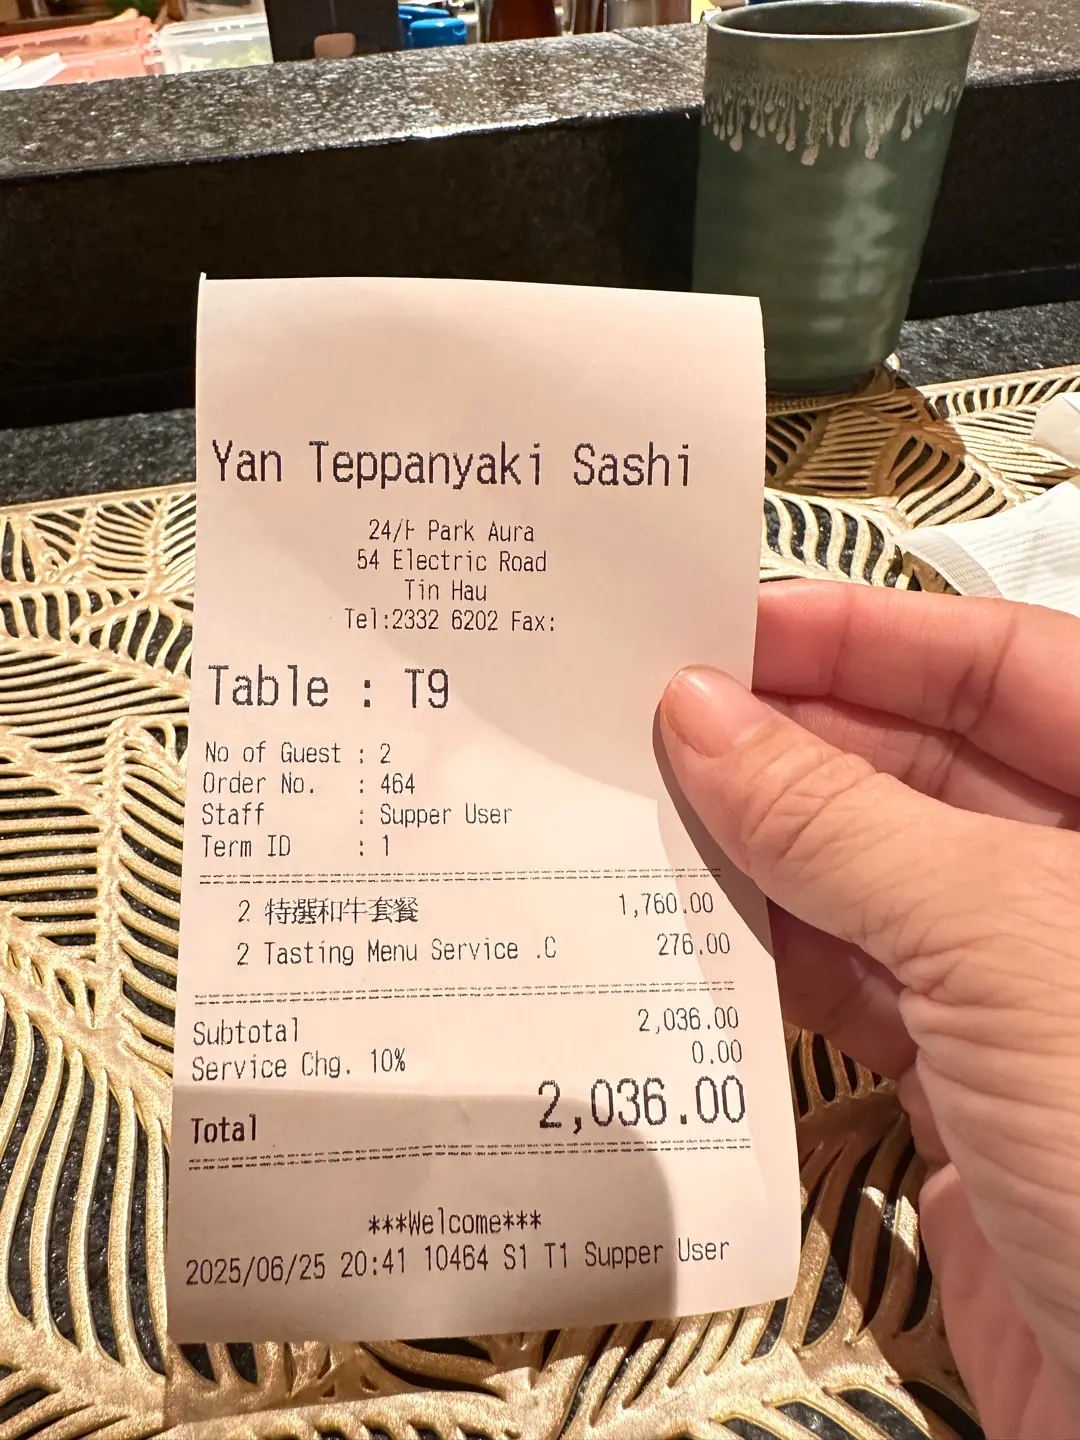 Yan Teppanyaki Sashi
24/F Park Aura
54 Electric Road
Tin Hau
Tel:2332 6202 Fax:
Table : T9
No of Guest : 2
Order No. : 464
Staff : Supper User
Term ID : 1
2 特選和牛套餐 1,760.00
2 Tasting Menu Service .C 276.00
Subtotal 2,036.00
Service Chg. 10% 0.00
Total 2,036.00
***Welcome***
2025/06/25 20:41 10464 S1 T1 Supper User